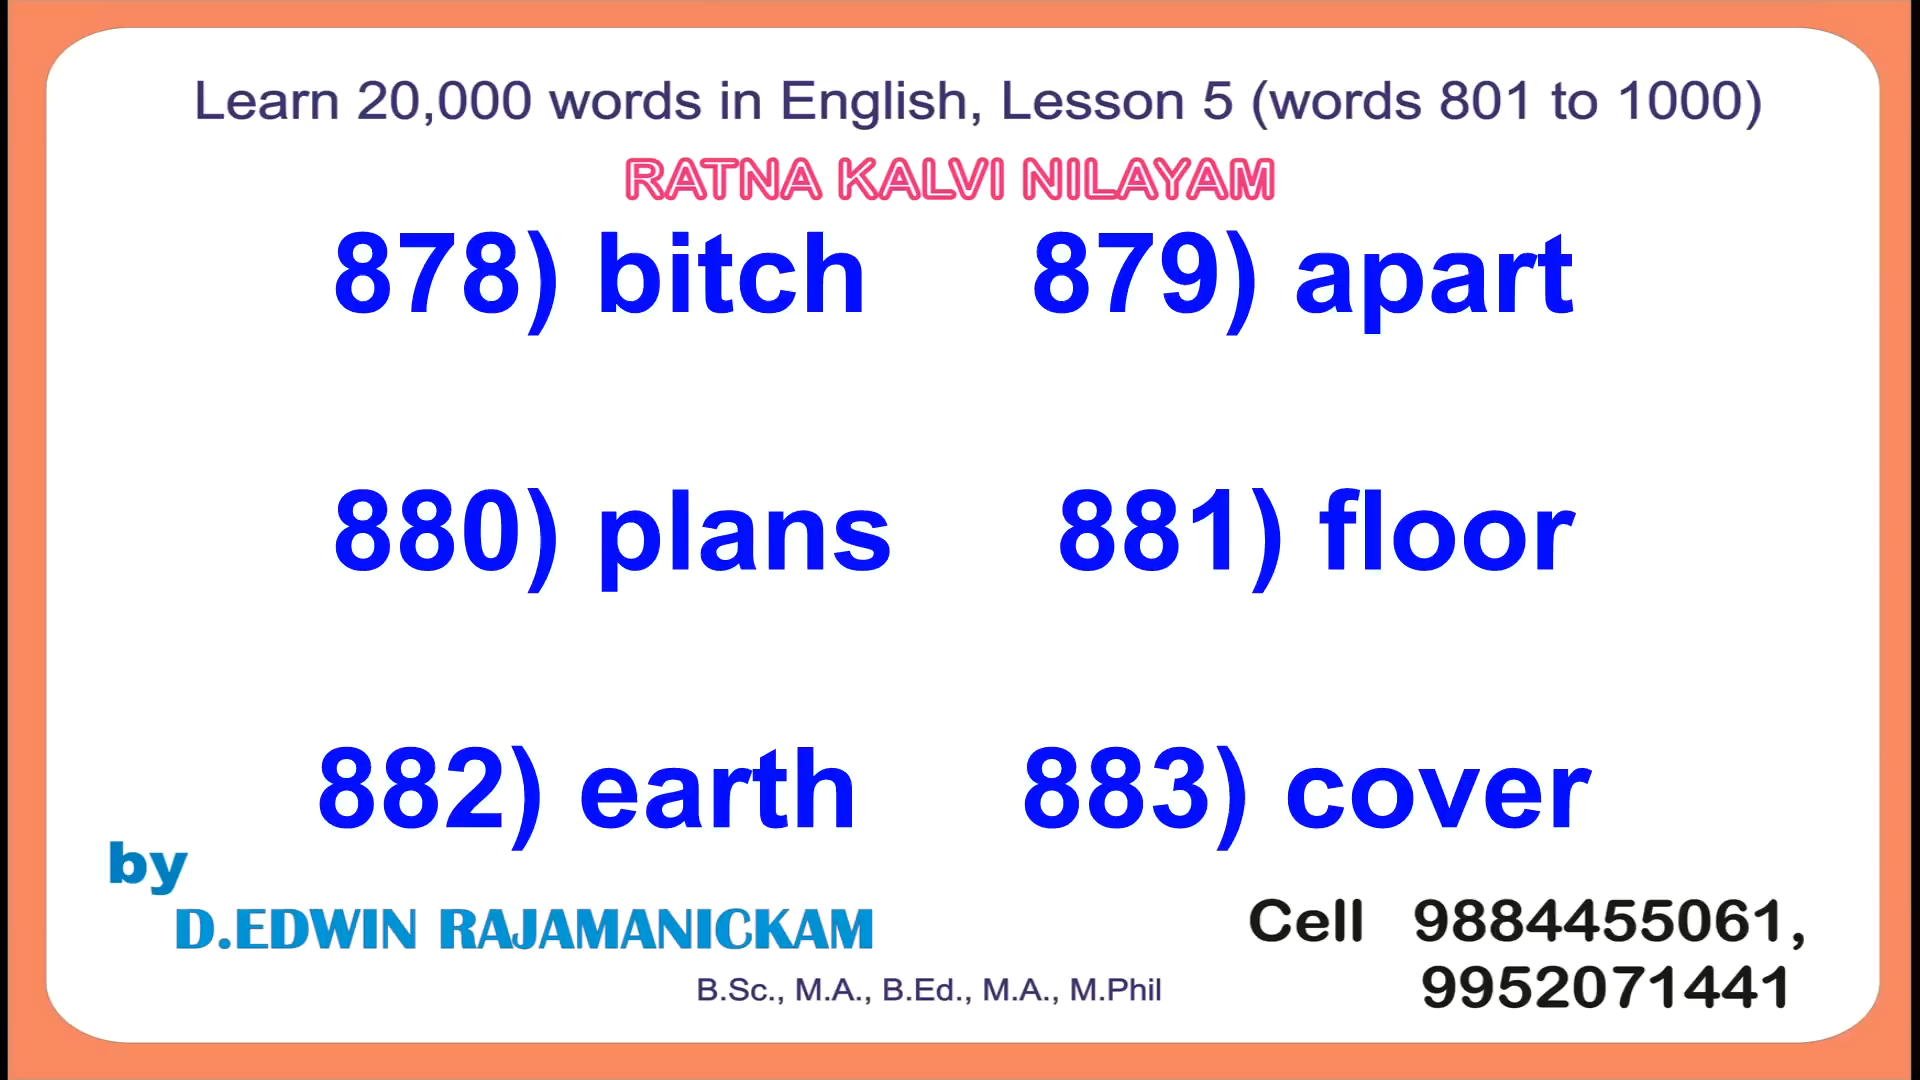 Learn 20,000 words in English, Lesson 5 (words 801 to 1000)
RATNA KALVI NILAYAM
878) bitch 879) apart
880) plans 881) floor
882) earth 883) cover
by
D.EDWIN RAJAMANICKAM
B.Sc., M.A., B.Ed., M.A., M.Phil
Cell 9884455061,
9952071441